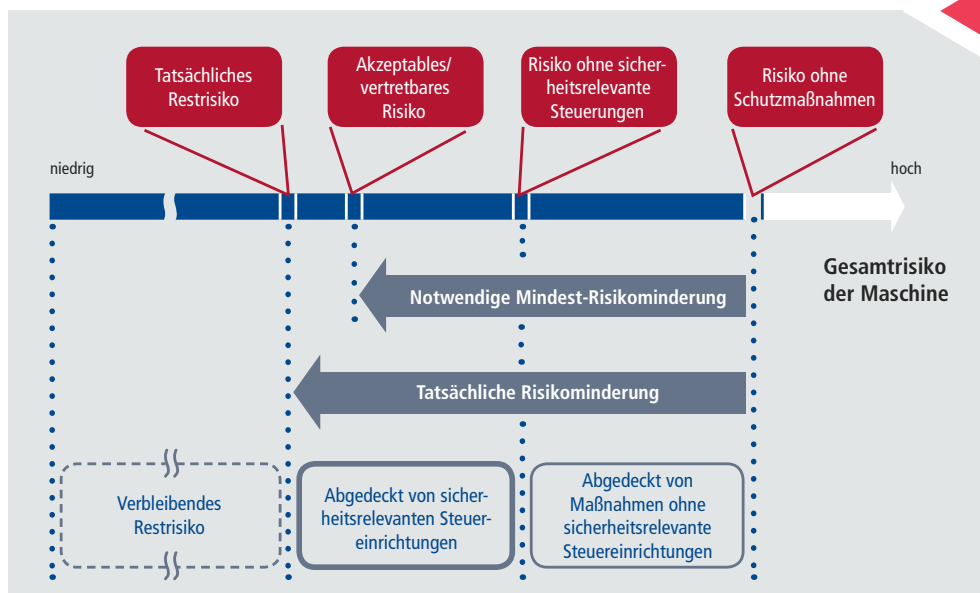 Tatsächliches
Restrisiko
Akzeptables/
vertretbares
Risiko
Risiko ohne sicher-
heitsrelevante
Steuerungen
Risiko ohne
Schutzmaßnahmen
niedrig
hoch
Gesamtrisiko
der Maschine
Notwendige Mindest-Risikominderung
Tatsächliche Risikominderung
Verbleibendes
Restrisiko
Abgedeckt von sicher-
heitsrelevanten Steuer-
einrichtungen
Abgedeckt von
Maßnahmen ohne
sicherheitsrelevante
Steuereinrichtungen